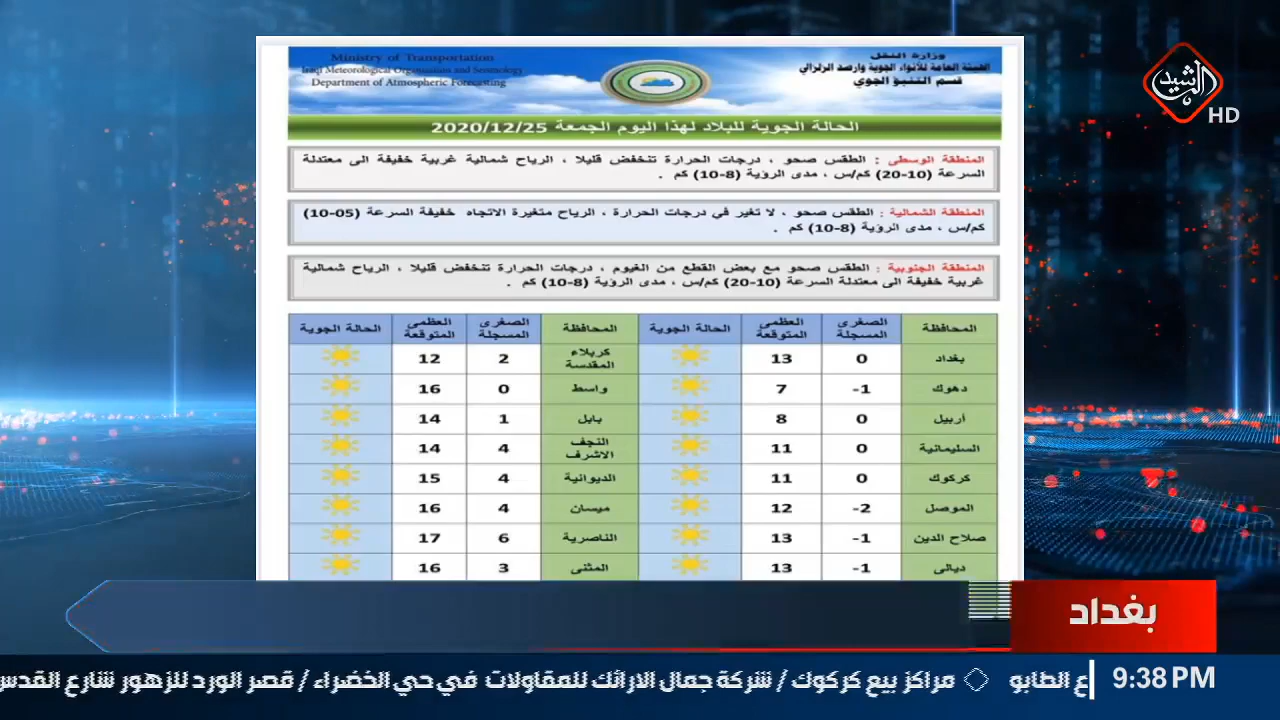 Ministry of Transportation
Iraqi Meteorological Organization and Seismology
Department of Atmospheric Forecasting
وزارة النقل
الهيئة العامة للأنواء الجوية والرصد الزلزالي
قسم التنبؤ الجوي
الرشيد
HD
الحالة الجوية للبلاد لهذا اليوم الجمعة 2020/12/25
المنطقة الوسطى : الطقس صحو ، درجات الحرارة تنخفض قليلا ، الرياح شمالية غربية خفيفة الى معتدلة
السرعة (10-20) كم/س ، مدى الرؤية (8-10) كم .
المنطقة الشمالية : الطقس صحو ، لا تغير في درجات الحرارة ، الرياح متغيرة الاتجاه خفيفة السرعة (05-10)
كم/س ، مدى الرؤية (8-10) كم .
المنطقة الجنوبية : الطقس صحو مع بعض القطع من الغيوم ، درجات الحرارة تنخفض قليلا ، الرياح شمالية
غربية خفيفة الى معتدلة السرعة (10-20) كم/س ، مدى الرؤية (8-10) كم .
المحافظة الصغرى المسجلة العظمى المتوقعة الحالة الجوية المحافظة الصغرى المسجلة العظمى المتوقعة الحالة الجوية
بغداد 0 13 كربلاء المقدسة 2 12
دهوك 1- 7 واسط 0 16
أربيل 0 8 بابل 1 14
السليمانية 0 11 النجف الاشرف 4 14
كركوك 0 11 الديوانية 4 15
الموصل 2- 12 ميسان 4 16
صلاح الدين 1- 13 الناصرية 6 17
ديالى 1- 13 المثنى 3 16
بغداد
9:38 PM
ع الطابو ◇ مراكز بيع كركوك / شركة جمال الارائك للمقاولات في حي الخضراء / قصر الورد للزهور شارع القدس